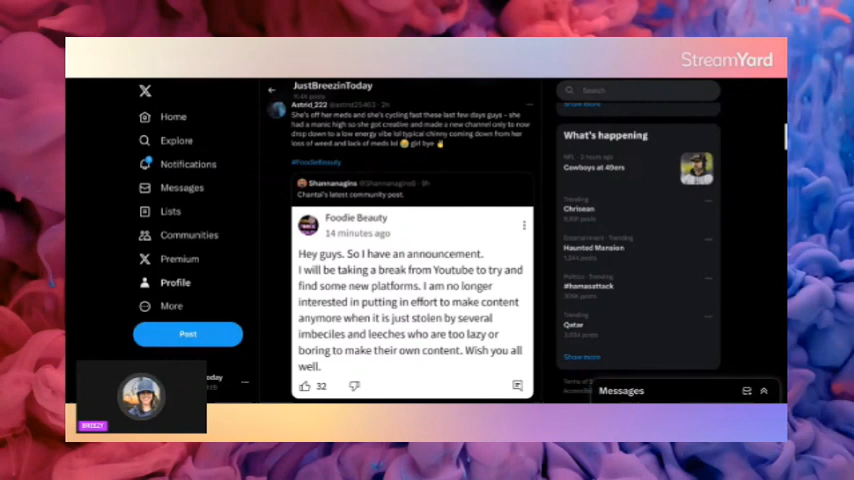 StreamYard
X
JustBreezinToday
Search
Show more
Home
Explore
Notifications
Messages
Lists
Communities
Premium
Profile
More
Post
oday
BREEZY
Astrid_222 @astrid25463 · 2h
She's off her meds and she's cycling fast these last few days guys - she
had a manic high so she got creative and made a new channel only to now
drop down to a low energy vibe lol typical chinny coming down from her
loss of weed and lack of meds lol 😂 girl bye ✌
#FoodieBeauty
Shannanagins
Chantal's latest community post.
Foodie Beauty
14 minutes ago
Hey guys. So I have an announcement.
I will be taking a break from Youtube to try and
find some new platforms. I am no longer
interested in putting in effort to make content
anymore when it is just stolen by several
imbeciles and leeches who are too lazy or
boring to make their own content. Wish you all
well.
32
What's happening
Cowboys at 49ers
Trending
Chrisean
Entertainment · Trending
Haunted Mansion
Politics · Trending
#hamasattack
Trending
Qatar
Show more
Terms of
Messages